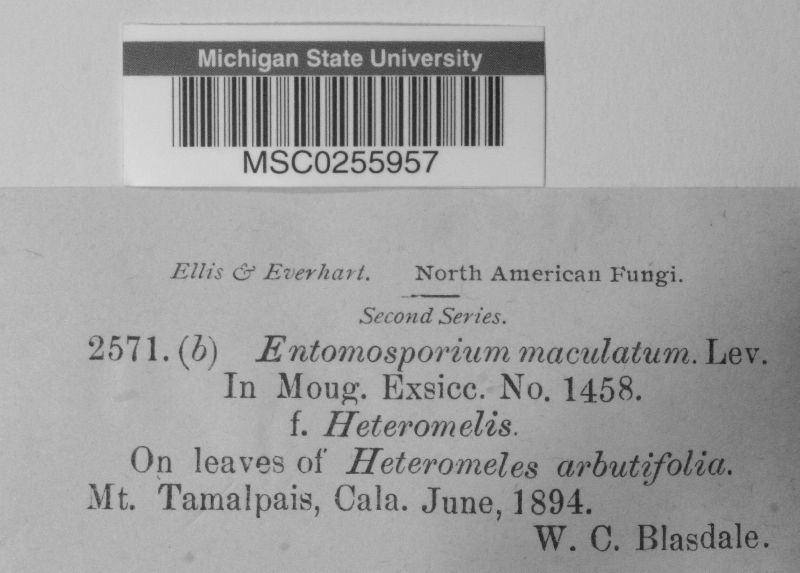 Michigan State University
MSC0255957
Ellis & Everhart. North American Fungi.
Second Series.
2571. (b) Entomosporium maculatum. Lev.
In Moug. Exsicc. No. 1458.
f. Heteromelis.
On leaves of Heteromeles arbutifolia.
Mt. Tamalpais, Cala. June, 1894.
W. C. Blasdale.